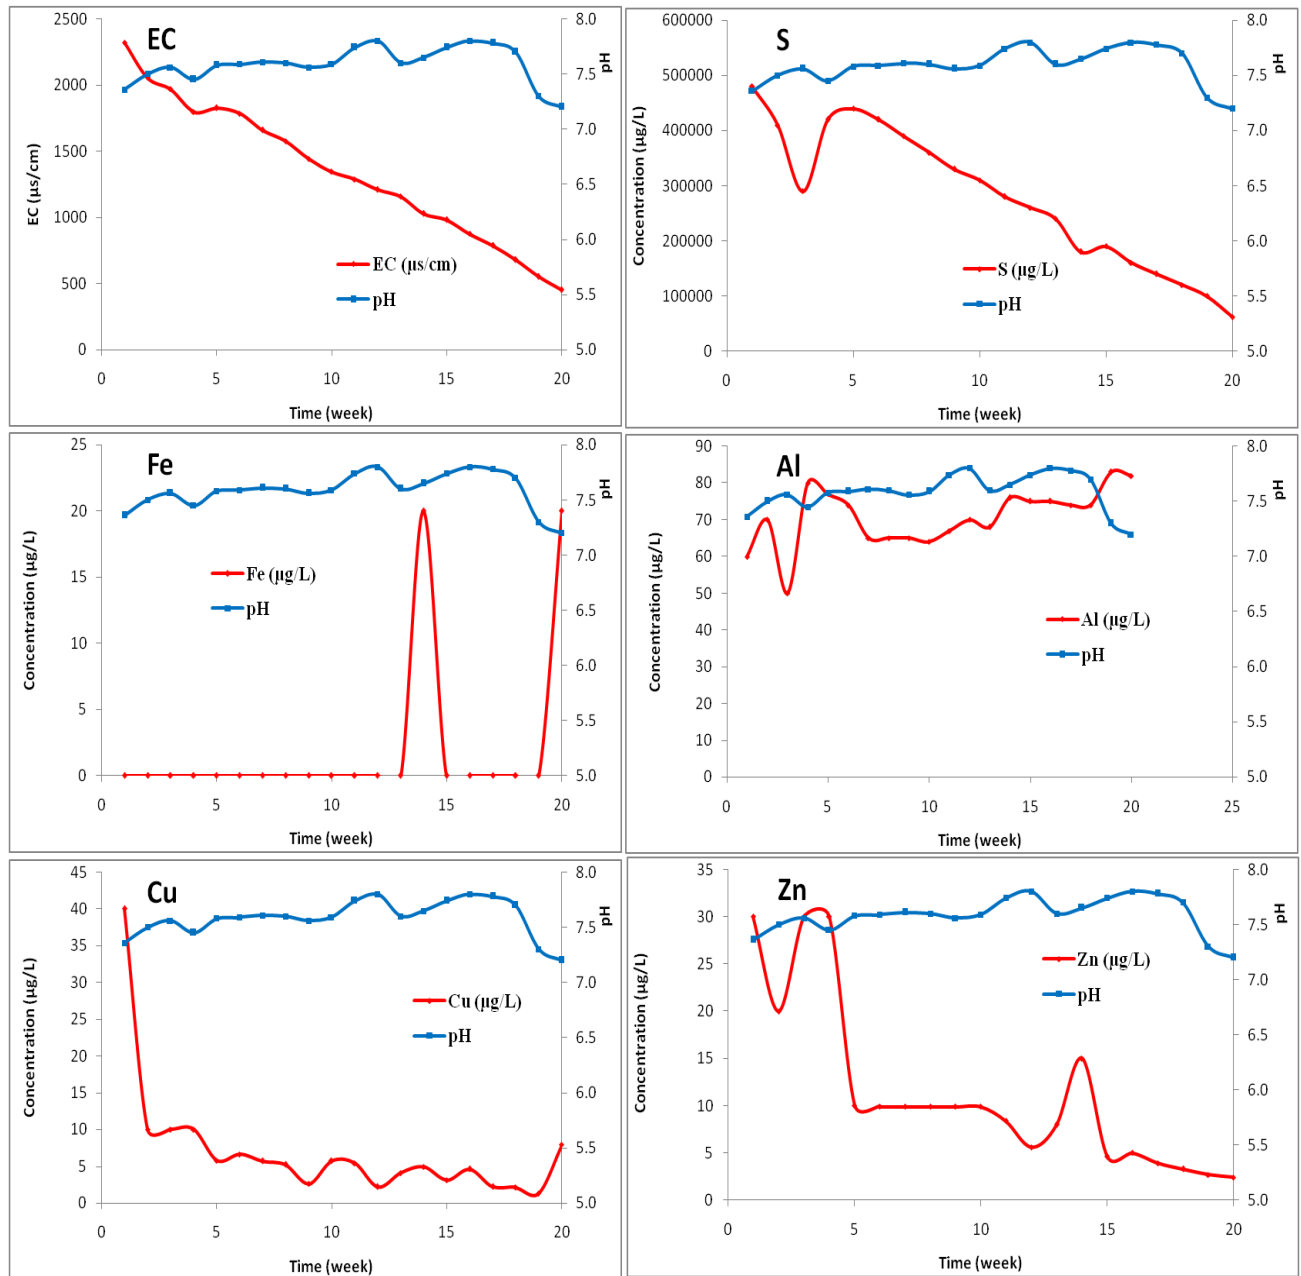 EC
2500
2000
1500
1000
500
0
8.0
7.5
7.0
6.5
6.0
5.5
5.0
pH
EC (µs/cm)
EC (µs/cm)
pH
0 5 10 15 20
Time (week)
S
600000
500000
400000
300000
200000
100000
0
8.0
7.5
7.0
6.5
6.0
5.5
5.0
pH
Concentration (µg/L)
S (µg/L)
pH
0 5 10 15 20
Time (week)
Fe
25
20
15
10
5
0
8.0
7.5
7.0
6.5
6.0
5.5
5.0
pH
Concentration (µg/L)
Fe (µg/L)
pH
0 5 10 15 20
Time (week)
Al
90
80
70
60
50
40
30
20
10
0
8.0
7.5
7.0
6.5
6.0
5.5
5.0
pH
Concentration (µg/L)
Al (µg/L)
pH
0 5 10 15 20 25
Time (week)
Cu
45
40
35
30
25
20
15
10
5
0
8.0
7.5
7.0
6.5
6.0
5.5
5.0
pH
Concentration (µg/L)
Cu (µg/L)
pH
0 5 10 15 20
Time (week)
Zn
35
30
25
20
15
10
5
0
8.0
7.5
7.0
6.5
6.0
5.5
5.0
pH
Concentration (µg/L)
Zn (µg/L)
pH
0 5 10 15 20
Time (week)